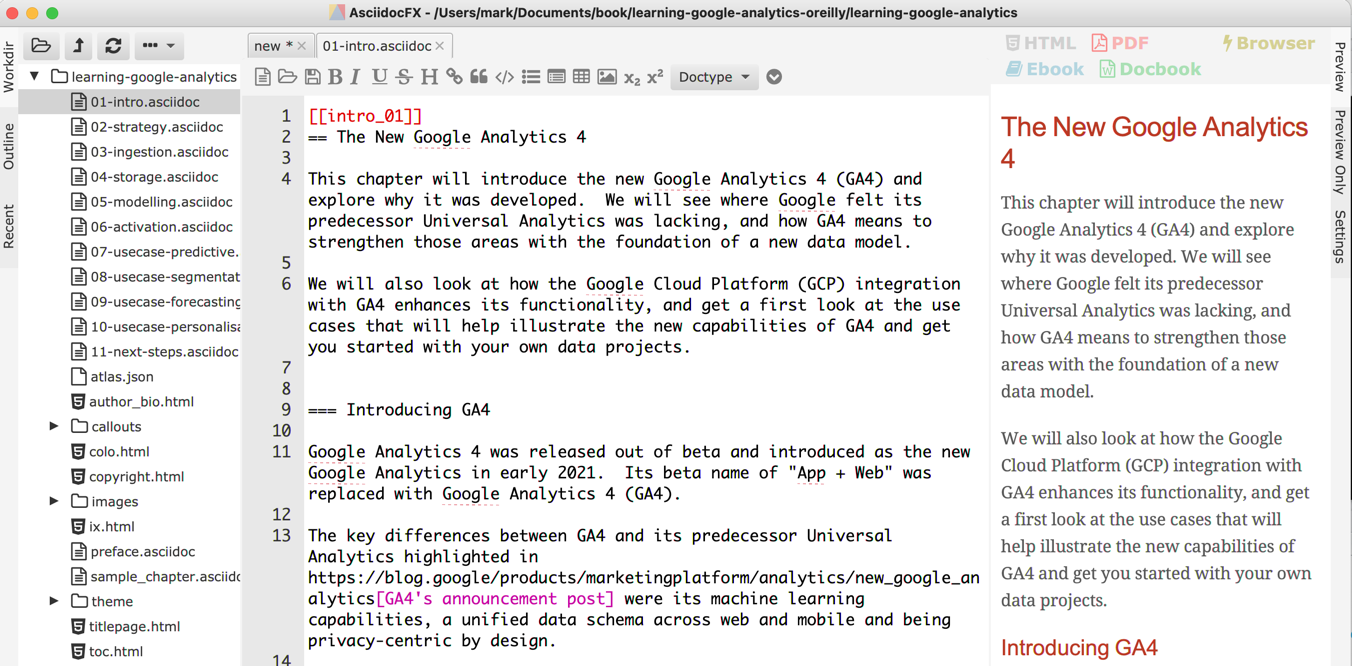 AsciidocFX - /Users/mark/Documents/book/learning-google-analytics-oreilly/learning-google-analytics
Workdir
Outline
Recent
learning-google-analytics
01-intro.asciidoc
02-strategy.asciidoc
03-ingestion.asciidoc
04-storage.asciidoc
05-modelling.asciidoc
06-activation.asciidoc
07-usecase-predictive.
08-usecase-segmentat
09-usecase-forecasting
10-usecase-personalisa
11-next-steps.asciidoc
atlas.json
author_bio.html
callouts
colo.html
copyright.html
images
ix.html
preface.asciidoc
sample_chapter.asciidoc
theme
titlepage.html
toc.html
new *
01-intro.asciidoc
B I U S H x₂ x² Doctype
1 [[intro_01]]
2 == The New Google Analytics 4
3
4 This chapter will introduce the new Google Analytics 4 (GA4) and
explore why it was developed.  We will see where Google felt its
predecessor Universal Analytics was lacking, and how GA4 means to
strengthen those areas with the foundation of a new data model.
5
6 We will also look at how the Google Cloud Platform (GCP) integration
with GA4 enhances its functionality, and get a first look at the use
cases that will help illustrate the new capabilities of GA4 and get
you started with your own data projects.
7
8
9 === Introducing GA4
10
11 Google Analytics 4 was released out of beta and introduced as the new
Google Analytics in early 2021.  Its beta name of "App + Web" was
replaced with Google Analytics 4 (GA4).
12
13 The key differences between GA4 and its predecessor Universal
Analytics highlighted in
https://blog.google/products/marketingplatform/analytics/new_google_an
alytics[GA4's announcement post] were its machine learning
capabilities, a unified data schema across web and mobile and being
privacy-centric by design.
14
HTML PDF Browser
Ebook Docbook
The New Google Analytics
4
This chapter will introduce the new
Google Analytics 4 (GA4) and explore
why it was developed. We will see
where Google felt its predecessor
Universal Analytics was lacking, and
how GA4 means to strengthen those
areas with the foundation of a new
data model.
We will also look at how the Google
Cloud Platform (GCP) integration with
GA4 enhances its functionality, and get
a first look at the use cases that will
help illustrate the new capabilities of
GA4 and get you started with your own
data projects.
Introducing GA4
Preview
Preview Only
Settings